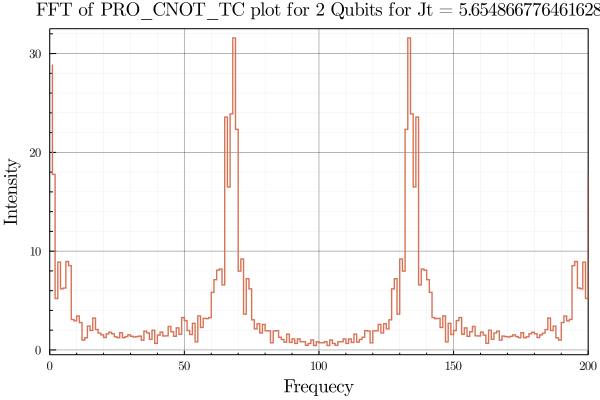 FFT of PRO_CNOT_TC plot for 2 Qubits for Jt = 5.654866776461628
Intensity
30
20
10
0
0 50 100 150 200
Frequecy